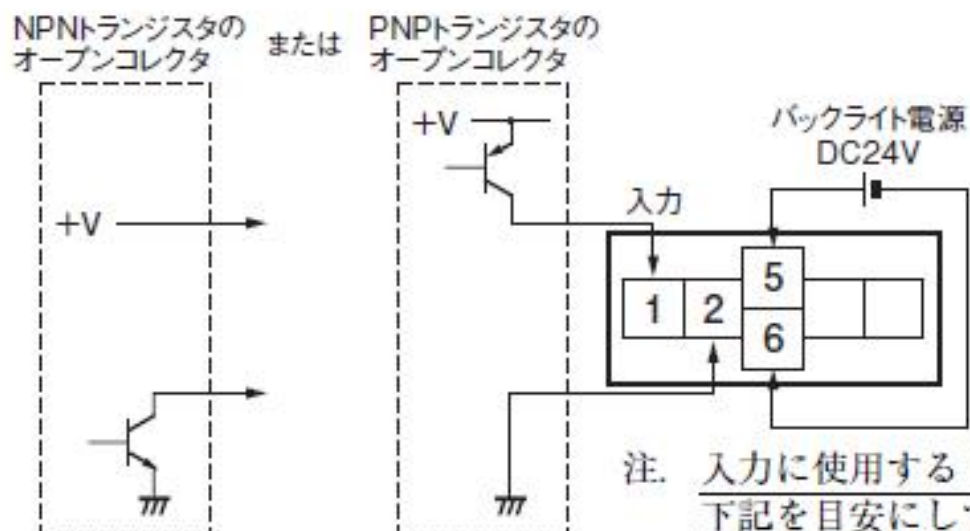 NPNトランジスタの
オープンコレクタ
または
PNPトランジスタの
オープンコレクタ
+V
+V
バックライト電源
DC24V
入力
1 2 5 6
注. 入力に使用する
下記を目安にし